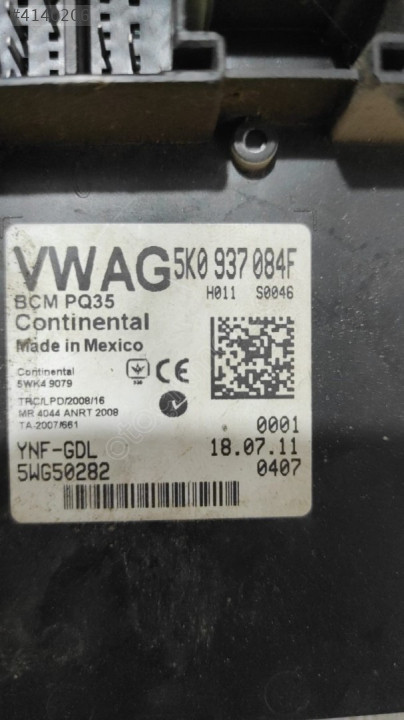 VWAG 5K0 937 084F
BCM PQ35 H011 S0046
Continental
Made in Mexico
Continental
5WK4 9079
TRC/LPD/2008/16
MR 4044 ANRT 2008
TA-2007/661
0001
YNF-GDL 18.07.11
5WG50282 0407